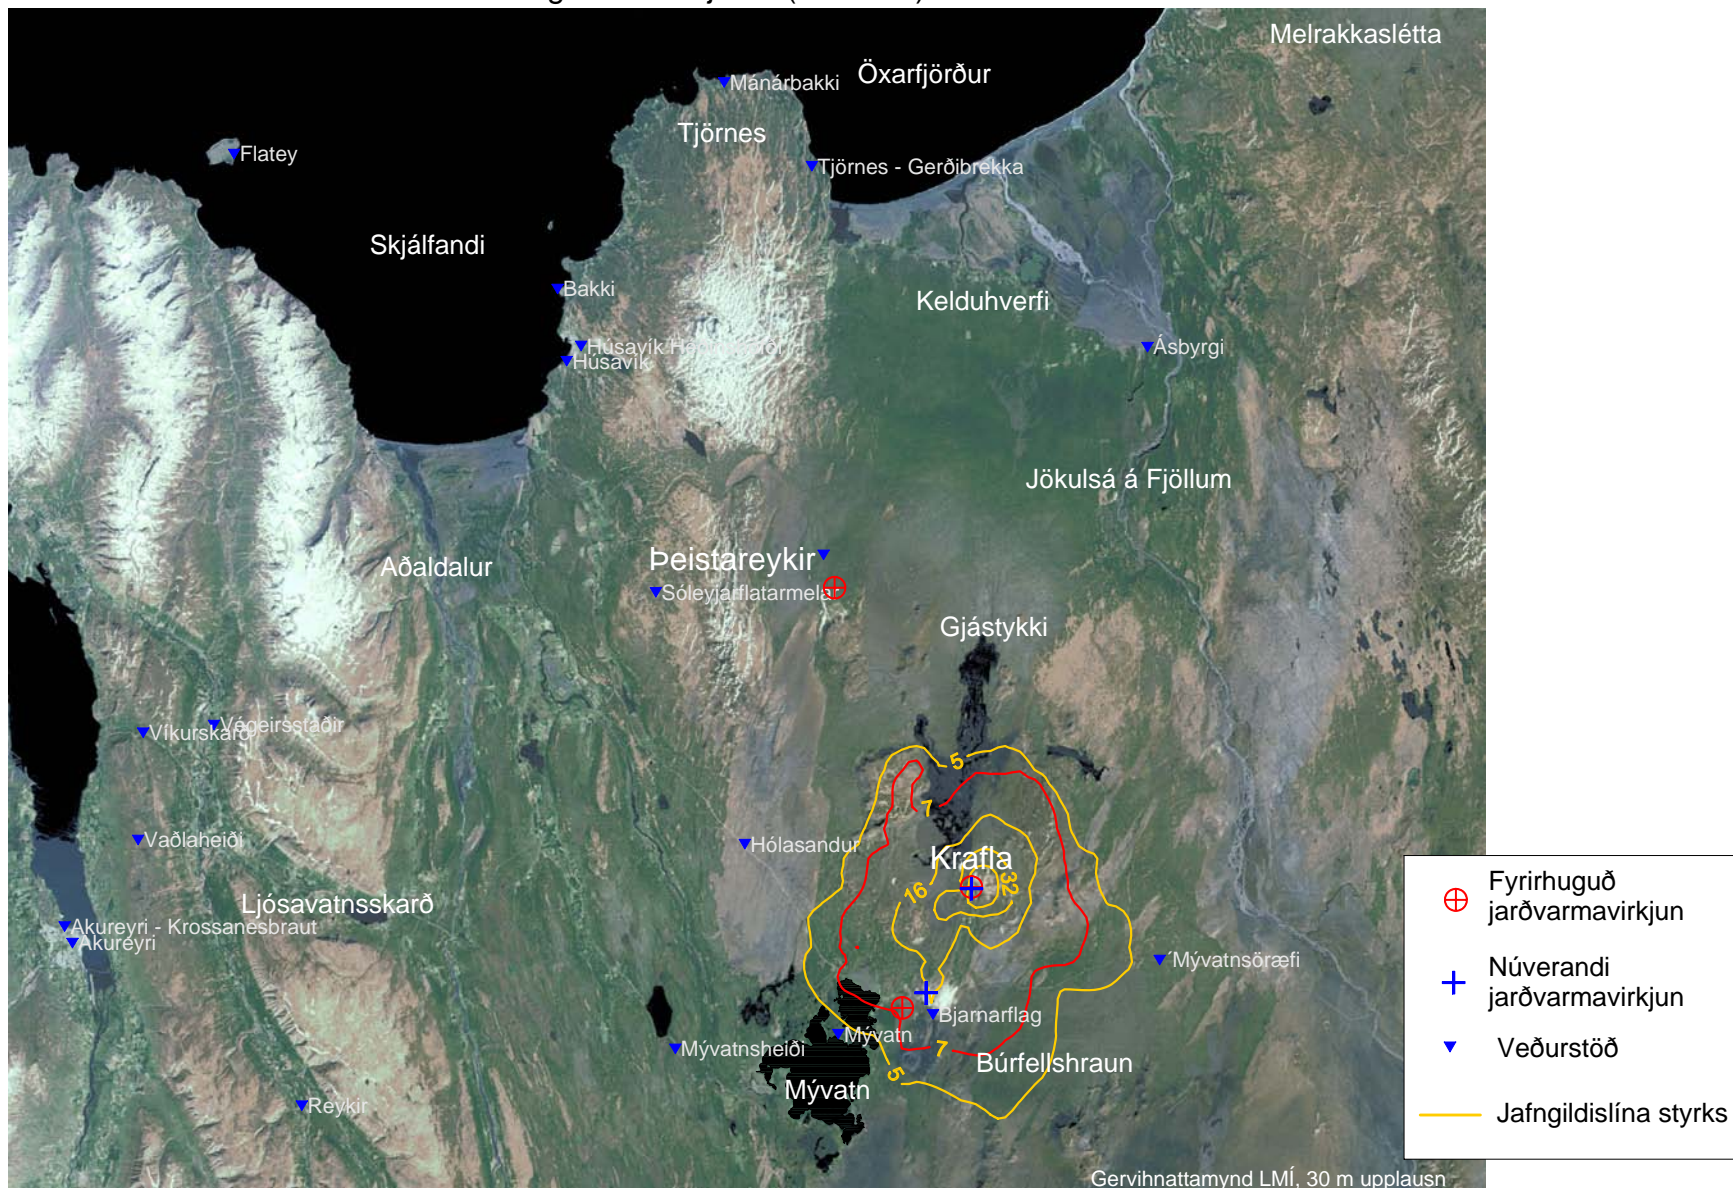 Melrakkaslétta
Öxarfjörður
Mánárbakki
Tjörnes
Flatey
Tjörnes - Gerðibrekka
Skjálfandi
Bakki
Kelduhverfi
Húsavík
Ásbyrgi
Húsavík
Jökulsá á Fjöllum
Þeistareykir
Aðaldalur
Sóleyjarflatarmelar
Gjástykki
Végeirsstaðir
Víkurskarð
5
7
Vaðlaheiði
Hólasandur
Krafla
32
16
Ljósavatnsskarð
Akureyri - Krossanesbraut
Akureyri
Mývatnsöræfi
Bjarnarflag
Mývatn
Mývatnsheiði
7
Búrfellshraun
5
Mývatn
Reykir
Gervihnattamynd LMÍ, 30 m upplausn
Fyrirhuguð
jarðvarmavirkjun
Núverandi
jarðvarmavirkjun
Veðurstöð
Jafngildislína styrks